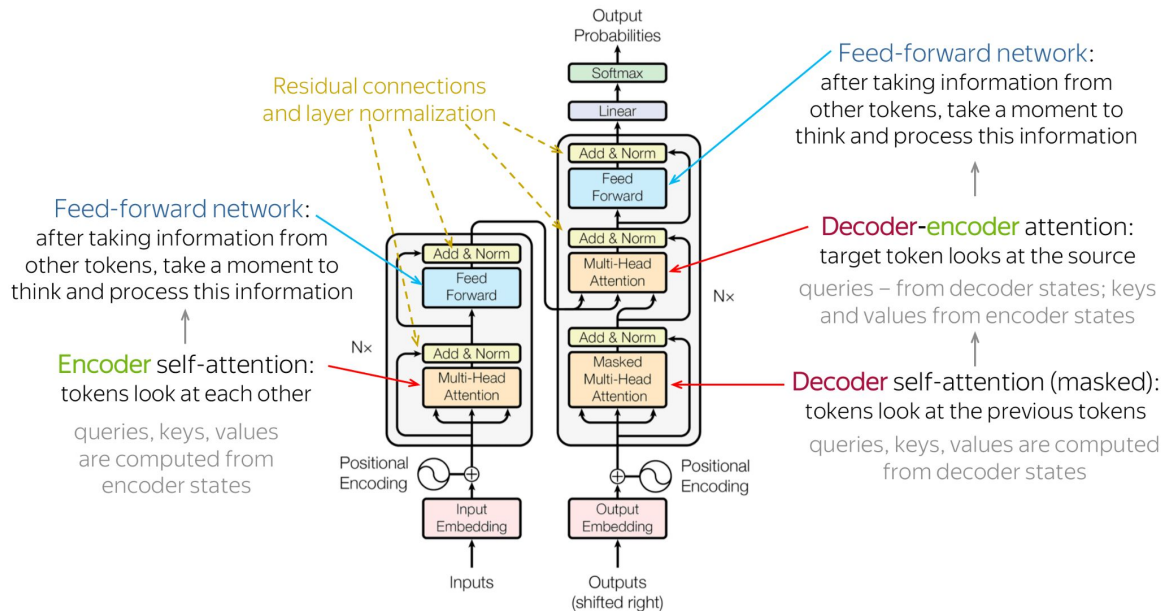 Output
Probabilities
Softmax
Linear
Add & Norm
Feed
Forward
Add & Norm
Multi-Head
Attention
Nx
Add & Norm
Masked
Multi-Head
Attention
Positional
Encoding
Output
Embedding
Outputs
(shifted right)
Add & Norm
Feed
Forward
Nx
Add & Norm
Multi-Head
Attention
Positional
Encoding
Input
Embedding
Inputs
Residual connections
and layer normalization
Feed-forward network:
after taking information from
other tokens, take a moment to
think and process this information
Encoder self-attention:
tokens look at each other
queries, keys, values
are computed from
encoder states
Feed-forward network:
after taking information from
other tokens, take a moment to
think and process this information
Decoder-encoder attention:
target token looks at the source
queries – from decoder states; keys
and values from encoder states
Decoder self-attention (masked):
tokens look at the previous tokens
queries, keys, values are computed
from decoder states